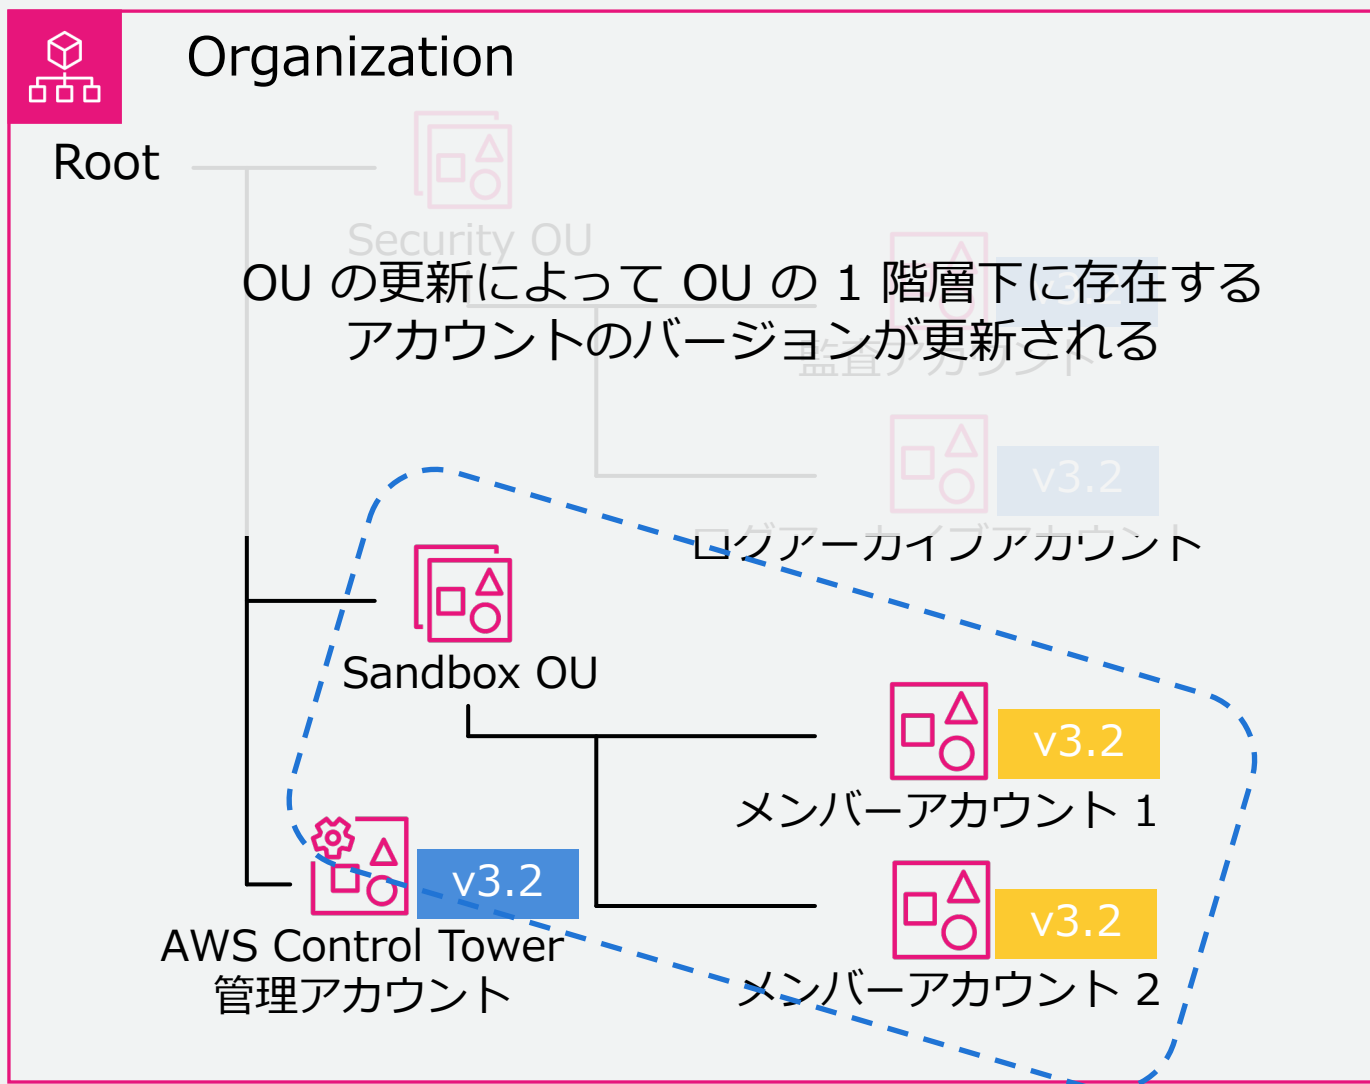 Organization
Root
Security OU
OU の更新によって OU の 1 階層下に存在する
アカウントのバージョンが更新される
v3.2
監査アカウント
v3.2
ログアーカイブアカウント
Sandbox OU
v3.2
メンバーアカウント 1
v3.2
AWS Control Tower
管理アカウント
v3.2
メンバーアカウント 2